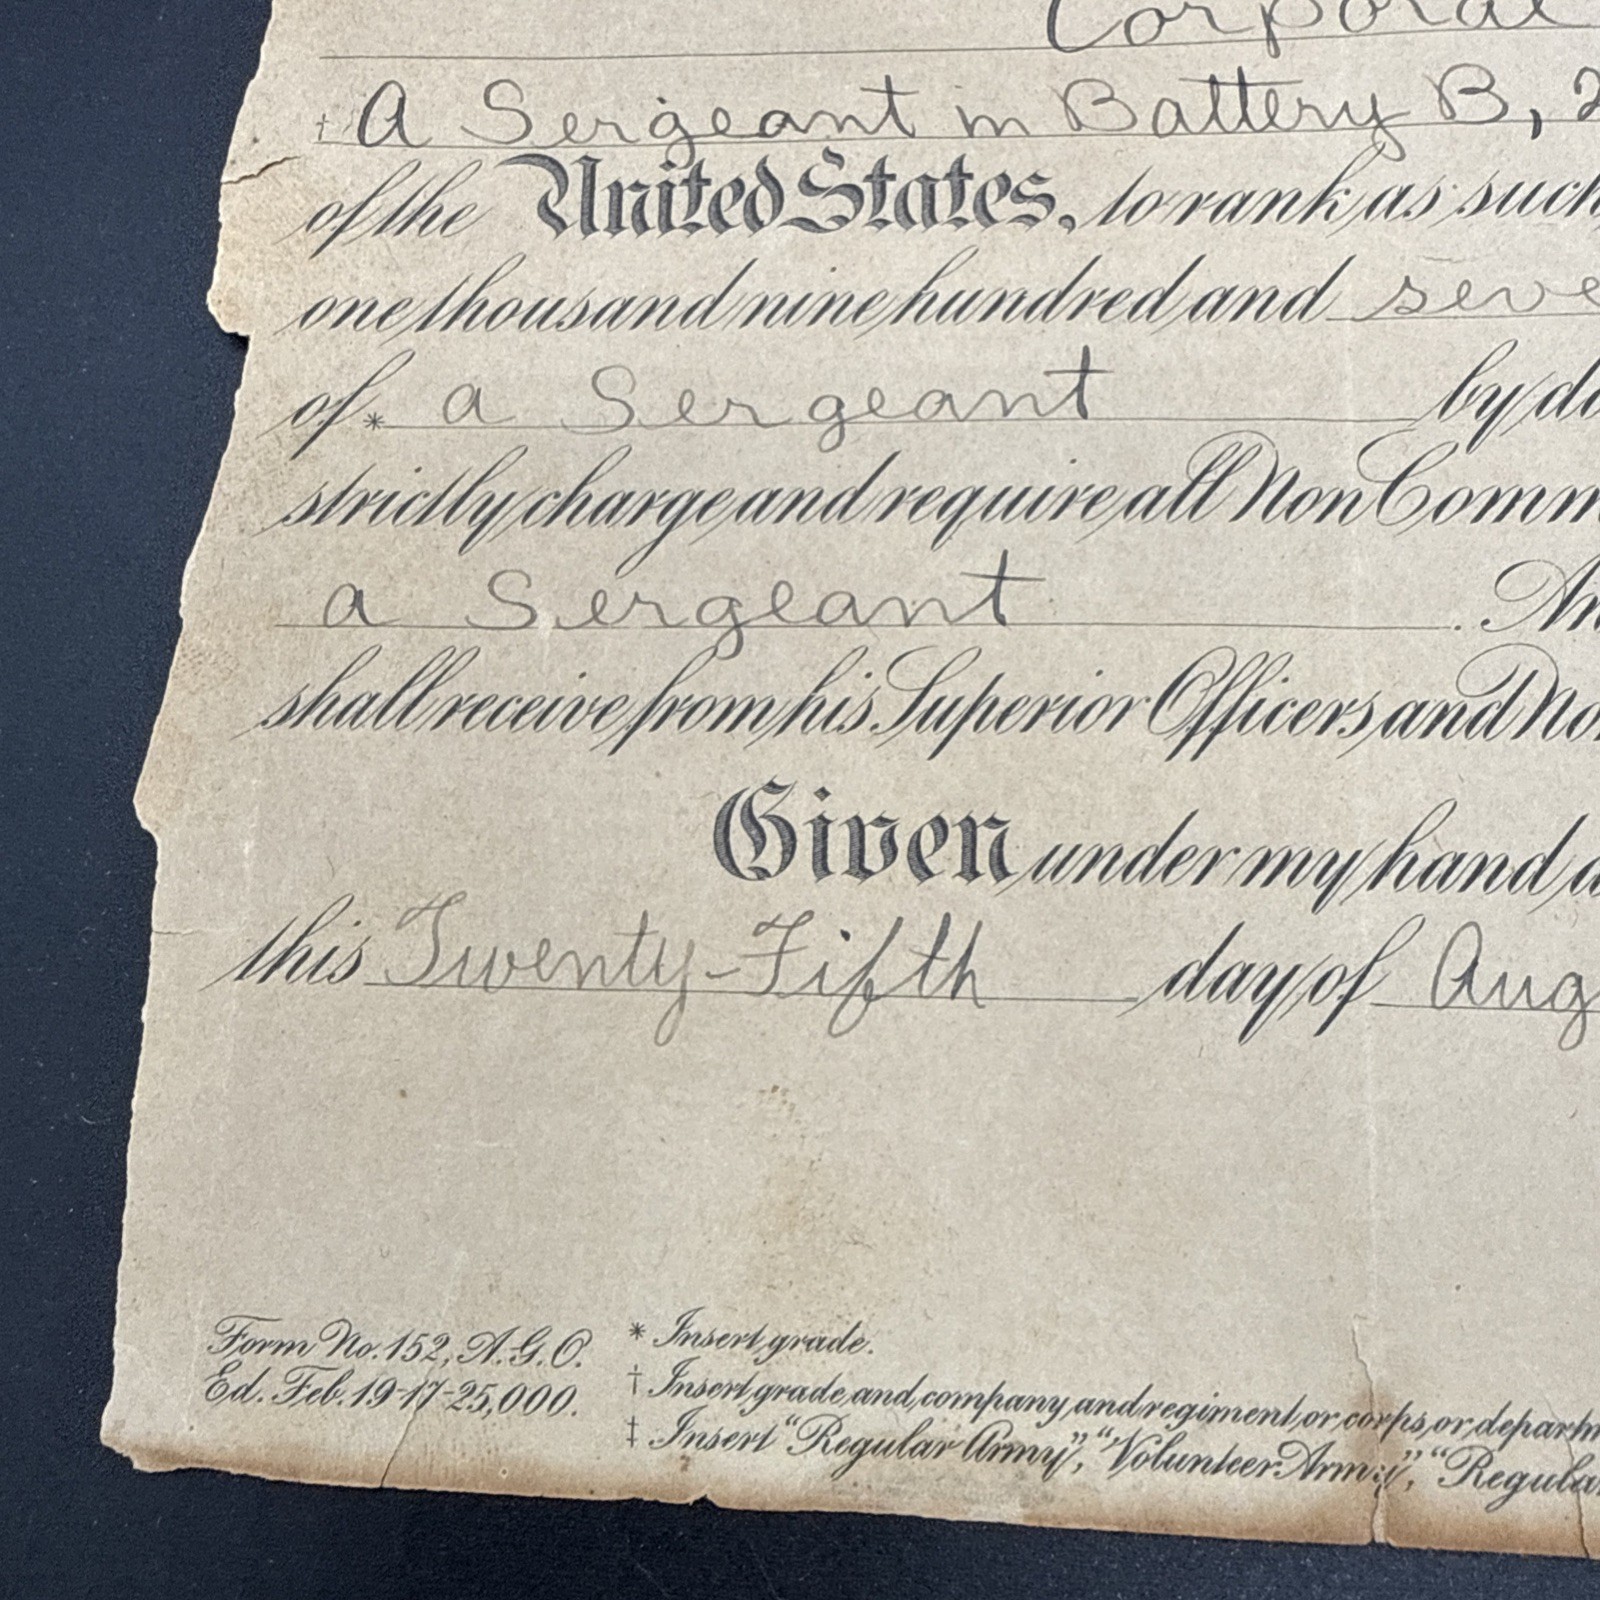 Corporal
† A Sergeant in Battery B, 2
of the United States, to rank as such
one thousand nine hundred and seve
of * a Sergeant by do
strictly charge and require all Non Comm
a Sergeant . An
shall receive from his Superior Officers and No
Given under my hand a
this Twenty-Fifth day of Aug
Form No. 152, A.G.O.
Ed. Feb. 19-17-25,000.
* Insert grade.
† Insert grade, and company, and regiment or corps, or departm
‡ Insert "Regular Army", "Volunteer Army", "Regular